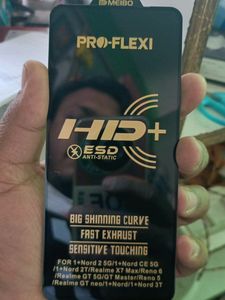 MEIBO
PRO-FLEXI
HD+
ESD
ANTI-STATIC
BIG SHINNING CURVE
FAST EXHAUST
SENSITIVE TOUCHING
FOR 1+Nord 2 5G/1+Nord CE 5G
/1+Nord 2T/Realme X7 Max/Reno 6
/Realme GT 5G/GT Master/Reno 5
/Realme GT neo/1+Nord/1+Nord 3T